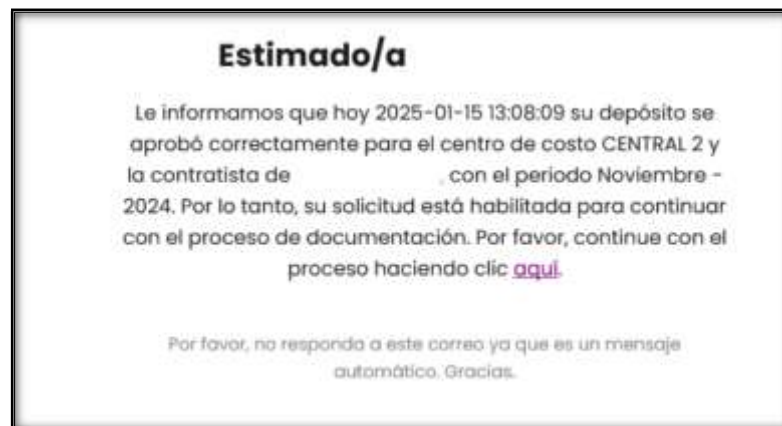 Estimado/a
Le informamos que hoy 2025-01-15 13:08:09 su depósito se
aprobó correctamente para el centro de costo CENTRAL 2 y
la contratista de , con el periodo Noviembre -
2024. Por lo tanto, su solicitud está habilitada para continuar
con el proceso de documentación. Por favor, continue con el
proceso haciendo clic aquí.
Por favor, no responda a este correo ya que es un mensaje
automático. Gracias.